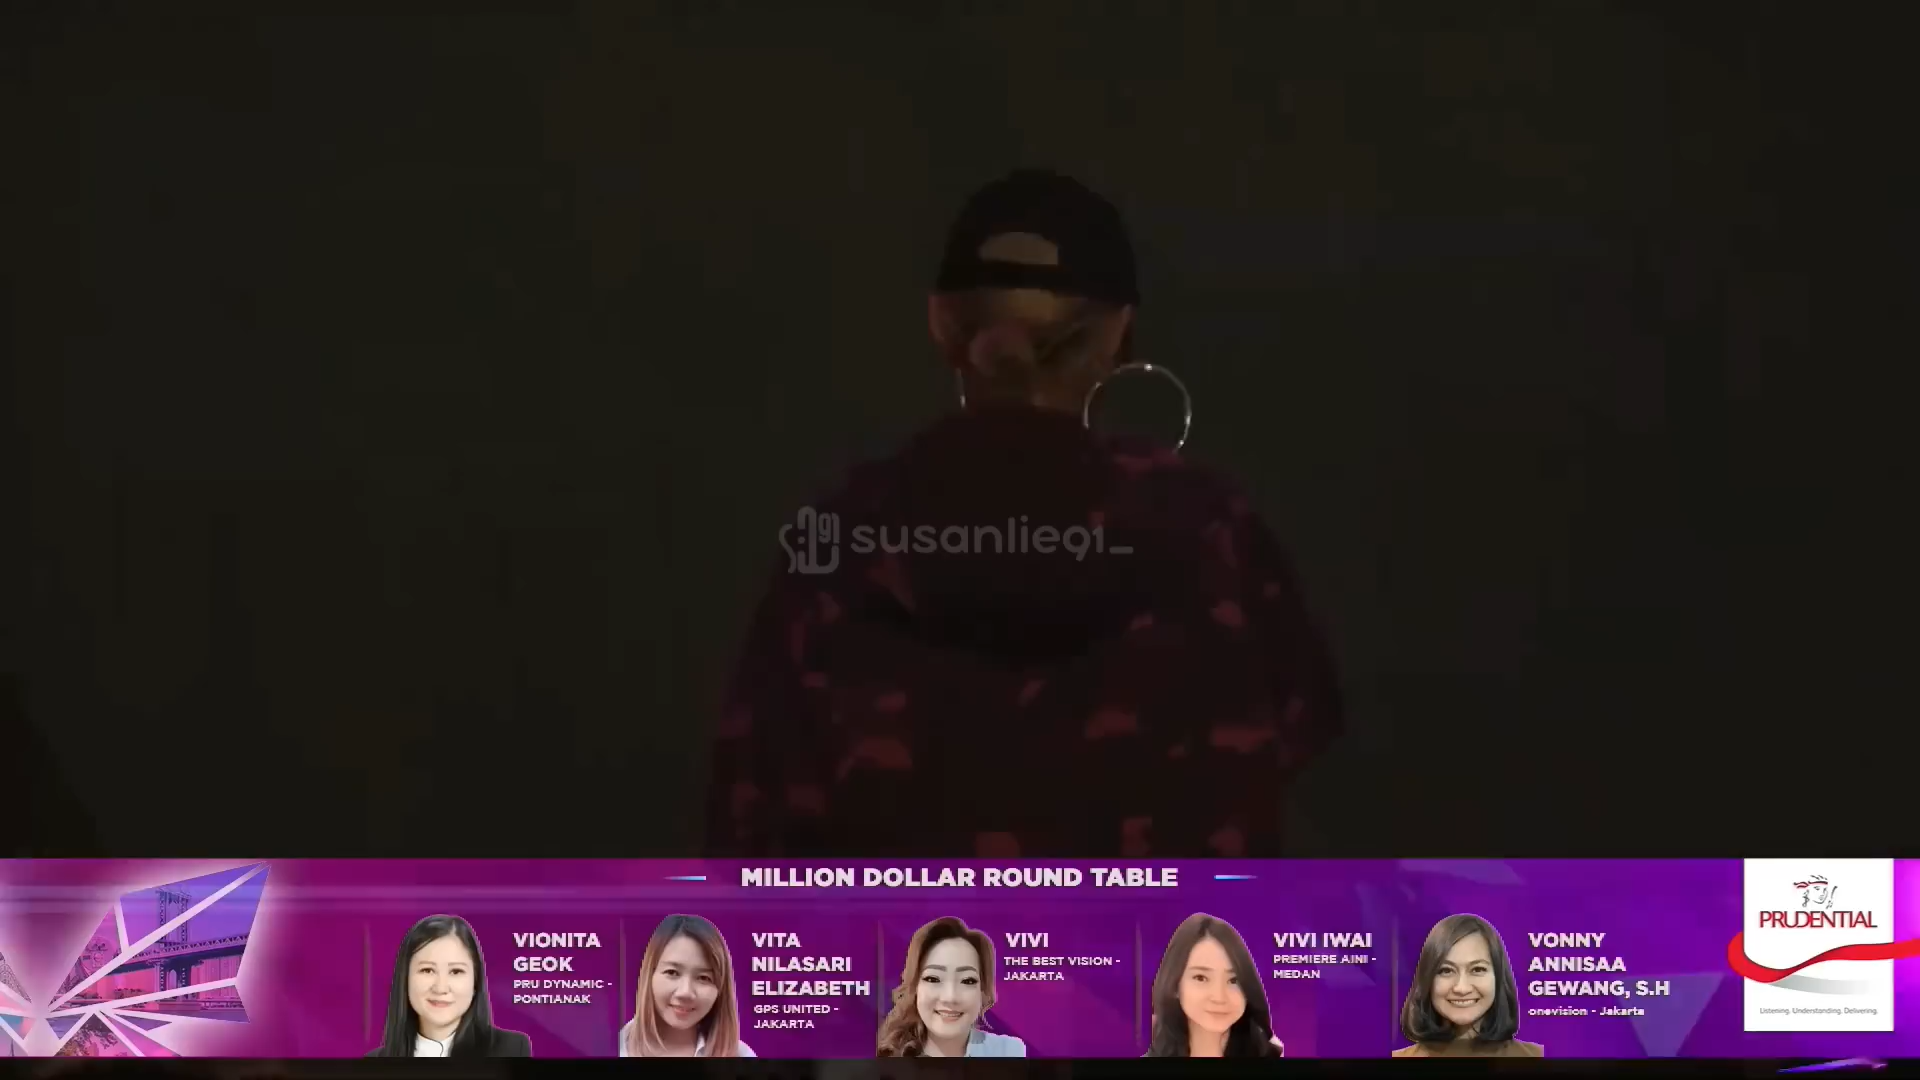 susanlie91_
MILLION DOLLAR ROUND TABLE
VIONITA
GEOK
PRU DYNAMIC -
PONTIANAK
VITA
NILASARI
ELIZABETH
GPS UNITED -
JAKARTA
VIVI
THE BEST VISION -
JAKARTA
VIVI IWAI
PREMIERE AINI -
MEDAN
VONNY
ANNISAA
GEWANG, S.H
onevision - Jakarta
PRUDENTIAL
Listening. Understanding. Delivering.